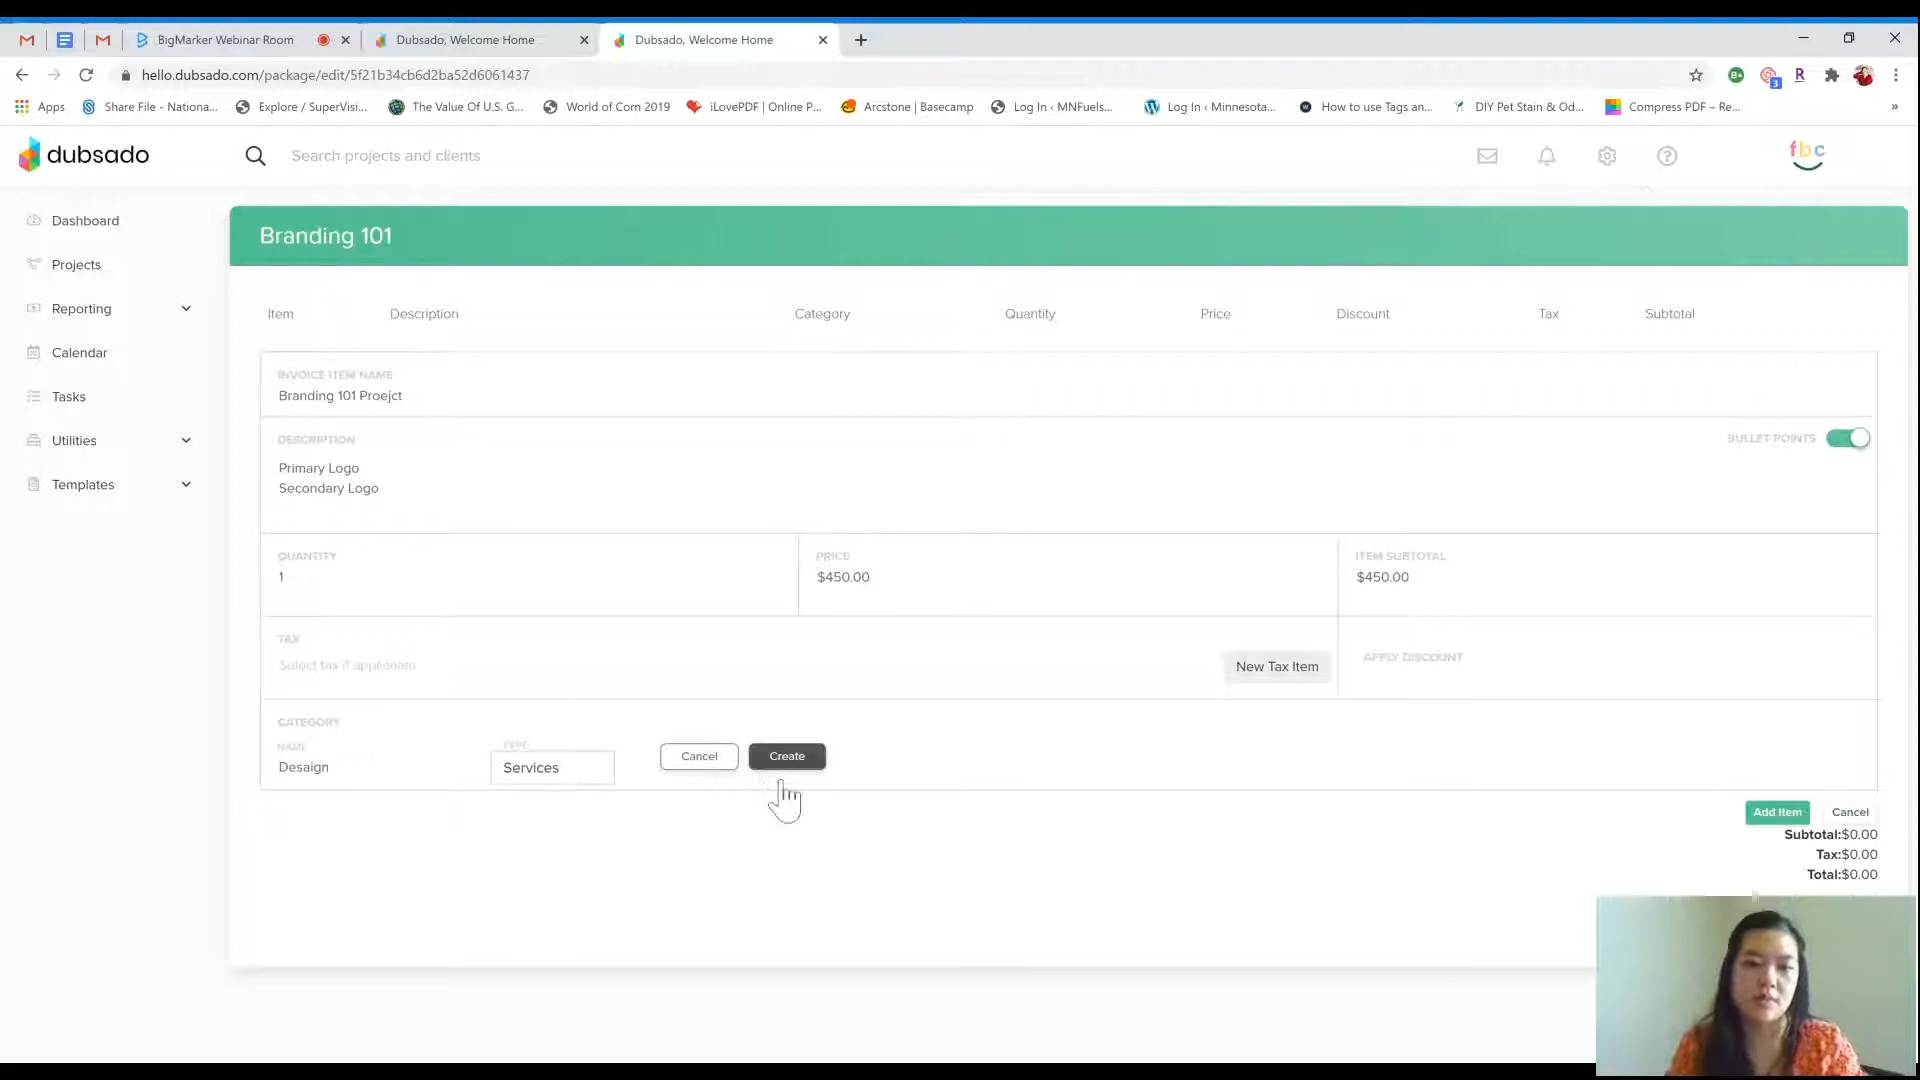 BigMarker Webinar Room
Dubsado, Welcome Home
Dubsado, Welcome Home
hello.dubsado.com/package/edit/5f21b34cb6d2ba52d6061437
Apps
Share File - Nationa...
Explore / SuperVisi...
The Value Of U.S. G...
World of Corn 2019
iLovePDF | Online P...
Arcstone | Basecamp
Log In ‹ MNFuels...
Log In ‹ Minnesota...
How to use Tags an...
DIY Pet Stain & Od...
Compress PDF – Re...
»
dubsado
Search projects and clients
fbc
Dashboard
Projects
Reporting
Calendar
Tasks
Utilities
Templates
Branding 101
Item Description Category Quantity Price Discount Tax Subtotal
INVOICE ITEM NAME
Branding 101 Proejct
DESCRIPTION
BULLET POINTS
Primary Logo
Secondary Logo
QUANTITY
1
PRICE
$450.00
ITEM SUBTOTAL
$450.00
TAX
Select tax if applicable
New Tax Item
APPLY DISCOUNT
CATEGORY
NAME
Desaign
TYPE
Services
Cancel
Create
Add Item
Cancel
Subtotal:$0.00
Tax:$0.00
Total:$0.00